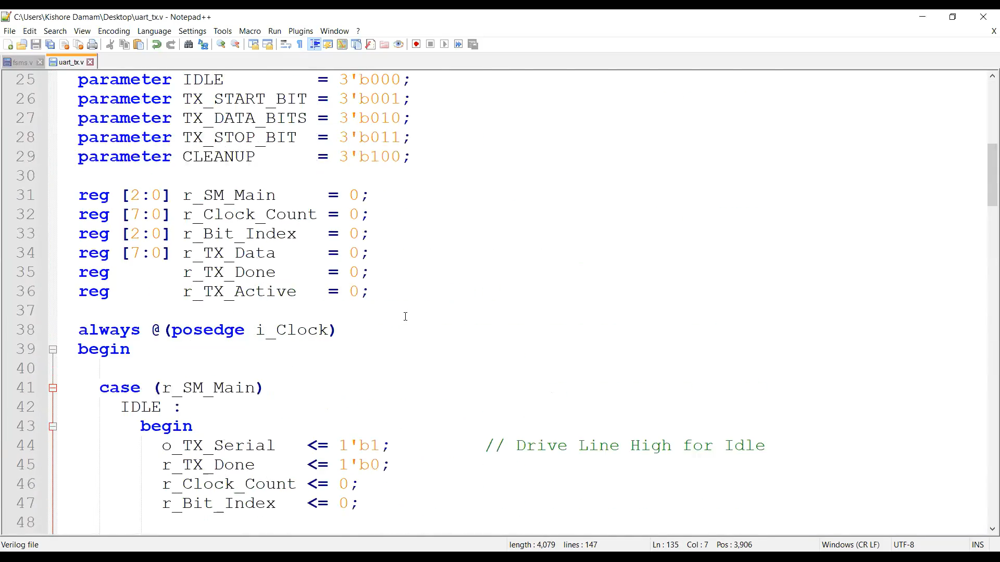 C:\Users\Kishore Damam\Desktop\uart_tx.v - Notepad++
File Edit Search View Encoding Language Settings Tools Macro Run Plugins Window ? X
fsms.v uart_tx.v
25 parameter IDLE = 3'b000;
26 parameter TX_START_BIT = 3'b001;
27 parameter TX_DATA_BITS = 3'b010;
28 parameter TX_STOP_BIT = 3'b011;
29 parameter CLEANUP = 3'b100;
30
31 reg [2:0] r_SM_Main = 0;
32 reg [7:0] r_Clock_Count = 0;
33 reg [2:0] r_Bit_Index = 0;
34 reg [7:0] r_TX_Data = 0;
35 reg r_TX_Done = 0;
36 reg r_TX_Active = 0;
37
38 always @(posedge i_Clock)
39 begin
40
41 case (r_SM_Main)
42 IDLE :
43 begin
44 o_TX_Serial <= 1'b1; // Drive Line High for Idle
45 r_TX_Done <= 1'b0;
46 r_Clock_Count <= 0;
47 r_Bit_Index <= 0;
48
Verilog file length : 4,079 lines : 147 Ln : 135 Col : 7 Pos : 3,906 Windows (CR LF) UTF-8 INS